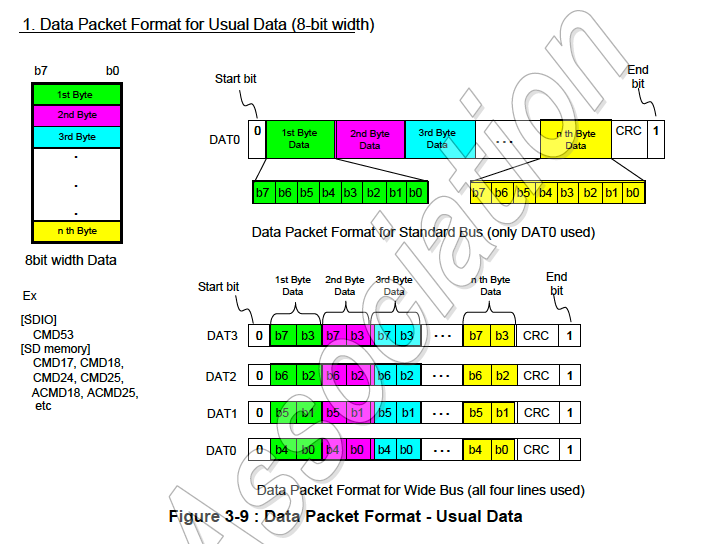 1. Data Packet Format for Usual Data (8-bit width)
b7 b0
1st Byte
2nd Byte
3rd Byte
.
.
.
n th Byte
8bit width Data
Start bit
End
bit
DAT0 0 1st Byte Data 2nd Byte Data 3rd Byte Data ... n th Byte Data CRC 1
b7 b6 b5 b4 b3 b2 b1 b0 b7 b6 b5 b4 b3 b2 b1 b0
Data Packet Format for Standard Bus (only DAT0 used)
Ex
[SDIO]
CMD53
[SD memory]
CMD17, CMD18,
CMD24, CMD25,
ACMD18, ACMD25,
etc
Start bit
1st Byte Data 2nd Byte Data 3rd Byte Data n th Byte Data
End
bit
DAT3 0 b7 b3 b7 b3 b7 b3 ... b7 b3 CRC 1
DAT2 0 b6 b2 b6 b2 b6 b2 ... b6 b2 CRC 1
DAT1 0 b5 b1 b5 b1 b5 b1 ... b5 b1 CRC 1
DAT0 0 b4 b0 b4 b0 b4 b0 ... b4 b0 CRC 1
Data Packet Format for Wide Bus (all four lines used)
Figure 3-9 : Data Packet Format - Usual Data
Association